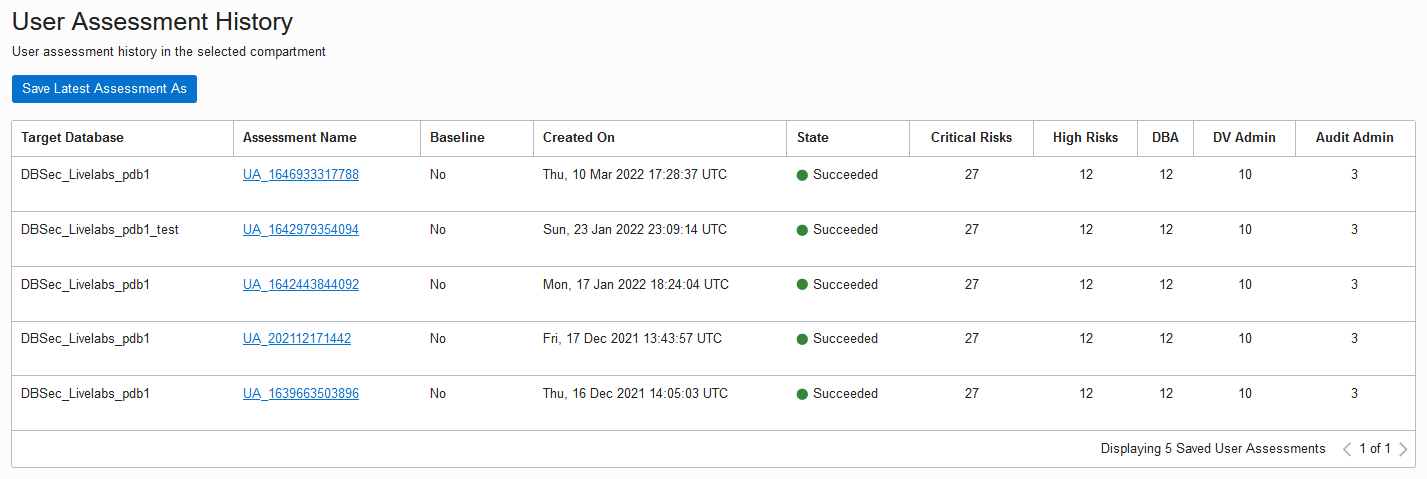 User Assessment History
User assessment history in the selected compartment
Save Latest Assessment As
Target Database Assessment Name Baseline Created On State Critical Risks High Risks DBA DV Admin Audit Admin
DBSec_Livelabs_pdb1 UA_1646933317788 No Thu, 10 Mar 2022 17:28:37 UTC Succeeded 27 12 12 10 3
DBSec_Livelabs_pdb1_test UA_1642979354094 No Sun, 23 Jan 2022 23:09:14 UTC Succeeded 27 12 12 10 3
DBSec_Livelabs_pdb1 UA_1642443844092 No Mon, 17 Jan 2022 18:24:04 UTC Succeeded 27 12 12 10 3
DBSec_Livelabs_pdb1 UA_202112171442 No Fri, 17 Dec 2021 13:43:57 UTC Succeeded 27 12 12 10 3
DBSec_Livelabs_pdb1 UA_1639663503896 No Thu, 16 Dec 2021 14:05:03 UTC Succeeded 27 12 12 10 3
Displaying 5 Saved User Assessments 1 of 1